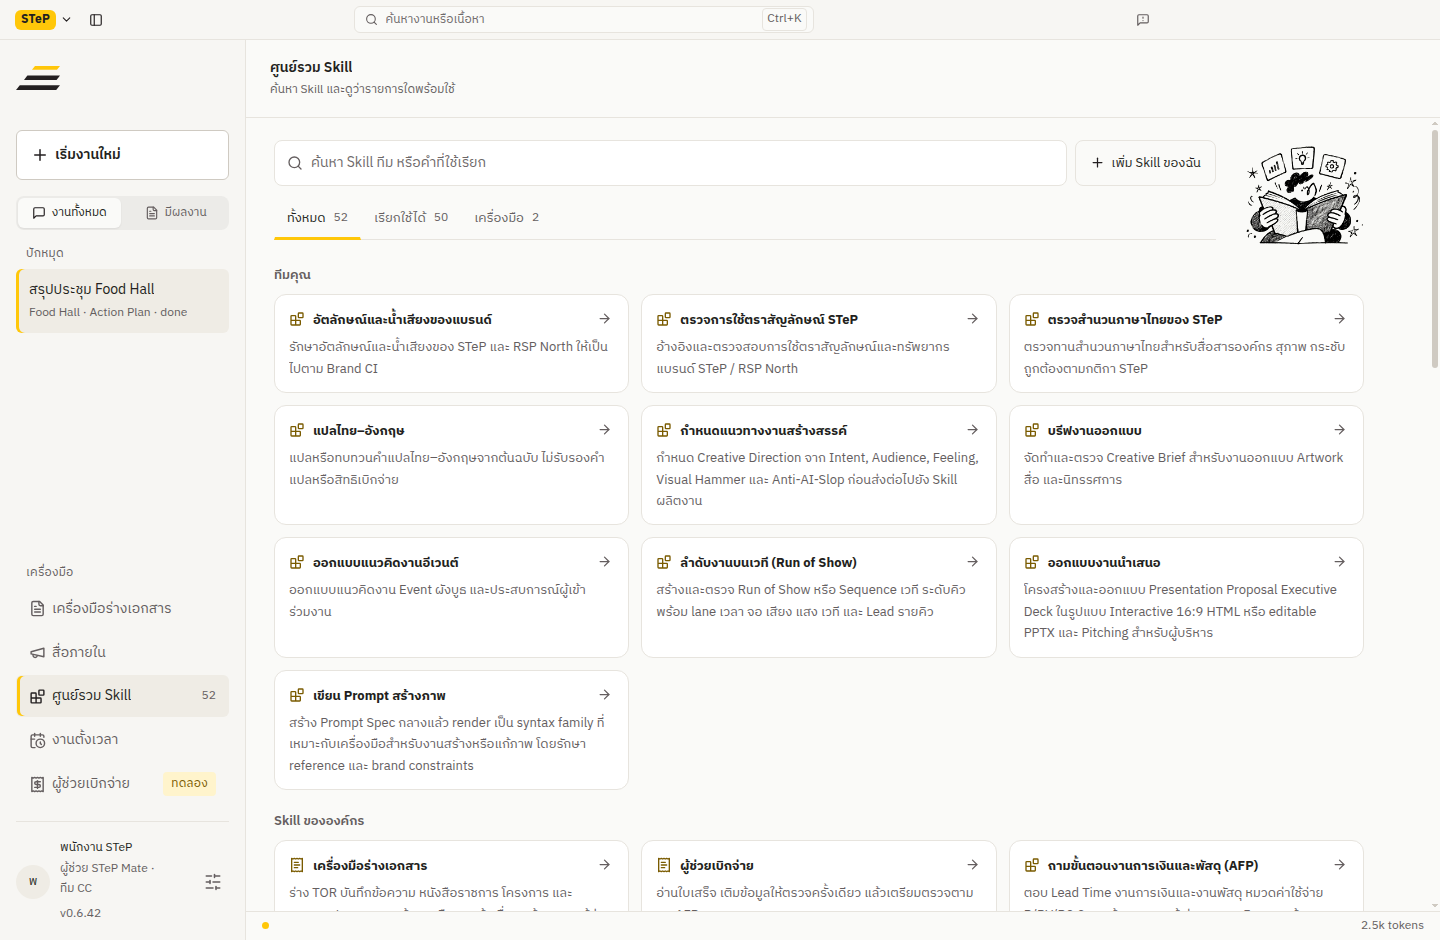 STeP
ค้นหางานหรือเนื้อหา
Ctrl+K
เริ่มงานใหม่
งานทั้งหมด
มีผลงาน
ปักหมุด
สรุปประชุม Food Hall
Food Hall · Action Plan · done
เครื่องมือ
เครื่องมือร่างเอกสาร
สื่อภายใน
ศูนย์รวม Skill 52
งานตั้งเวลา
ผู้ช่วยเบิกจ่าย ทดลอง
พ
พนักงาน STeP
ผู้ช่วย STeP Mate ·
ทีม CC
v0.6.42
ศูนย์รวม Skill
ค้นหา Skill และดูว่ารายการใดพร้อมใช้
ค้นหา Skill ทีม หรือคำที่ใช้เรียก
เพิ่ม Skill ของฉัน
ทั้งหมด 52
เรียกใช้ได้ 50
เครื่องมือ 2
ทีมคุณ
อัตลักษณ์และน้ำเสียงของแบรนด์
รักษาอัตลักษณ์และน้ำเสียงของ STeP และ RSP North ให้เป็น
ไปตาม Brand CI
ตรวจการใช้ตราสัญลักษณ์ STeP
อ้างอิงและตรวจสอบการใช้ตราสัญลักษณ์และทรัพยากร
แบรนด์ STeP / RSP North
ตรวจสำนวนภาษาไทยของ STeP
ตรวจทานสำนวนภาษาไทยสำหรับสื่อสารองค์กร สุภาพ กระชับ
ถูกต้องตามกติกา STeP
แปลไทย–อังกฤษ
แปลหรือทบทวนคำแปลไทย–อังกฤษจากต้นฉบับ ไม่รับรองคำ
แปลหรือสิทธิเบิกจ่าย
กำหนดแนวทางงานสร้างสรรค์
กำหนด Creative Direction จาก Intent, Audience, Feeling,
Visual Hammer และ Anti-AI-Slop ก่อนส่งต่อไปยัง Skill
ผลิตงาน
บรีฟงานออกแบบ
จัดทำและตรวจ Creative Brief สำหรับงานออกแบบ Artwork
สื่อ และนิทรรศการ
ออกแบบแนวคิดงานอีเวนต์
ออกแบบแนวคิดงาน Event ผังบูธ และประสบการณ์ผู้เข้า
ร่วมงาน
ลำดับงานบนเวที (Run of Show)
สร้างและตรวจ Run of Show หรือ Sequence เวที ระดับคิว
พร้อม lane เวลา จอ เสียง แสง เวที และ Lead รายคิว
ออกแบบงานนำเสนอ
โครงสร้างและออกแบบ Presentation Proposal Executive
Deck ในรูปแบบ Interactive 16:9 HTML หรือ editable
PPTX และ Pitching สำหรับผู้บริหาร
เขียน Prompt สร้างภาพ
สร้าง Prompt Spec กลางแล้ว render เป็น syntax family ที่
เหมาะกับเครื่องมือสำหรับงานสร้างหรือแก้ภาพ โดยรักษา
reference และ brand constraints
Skill ขององค์กร
เครื่องมือร่างเอกสาร
ร่าง TOR บันทึกข้อความ หนังสือราชการ โครงการ และ
ผู้ช่วยเบิกจ่าย
อ่านใบเสร็จ เติมข้อมูลให้ตรวจครั้งเดียว แล้วเตรียมตรวจตาม
ถามขั้นตอนงานการเงินและพัสดุ (AFP)
ตอบ Lead Time งานการเงินและงานพัสดุ หมวดค่าใช้จ่าย
2.5k tokens